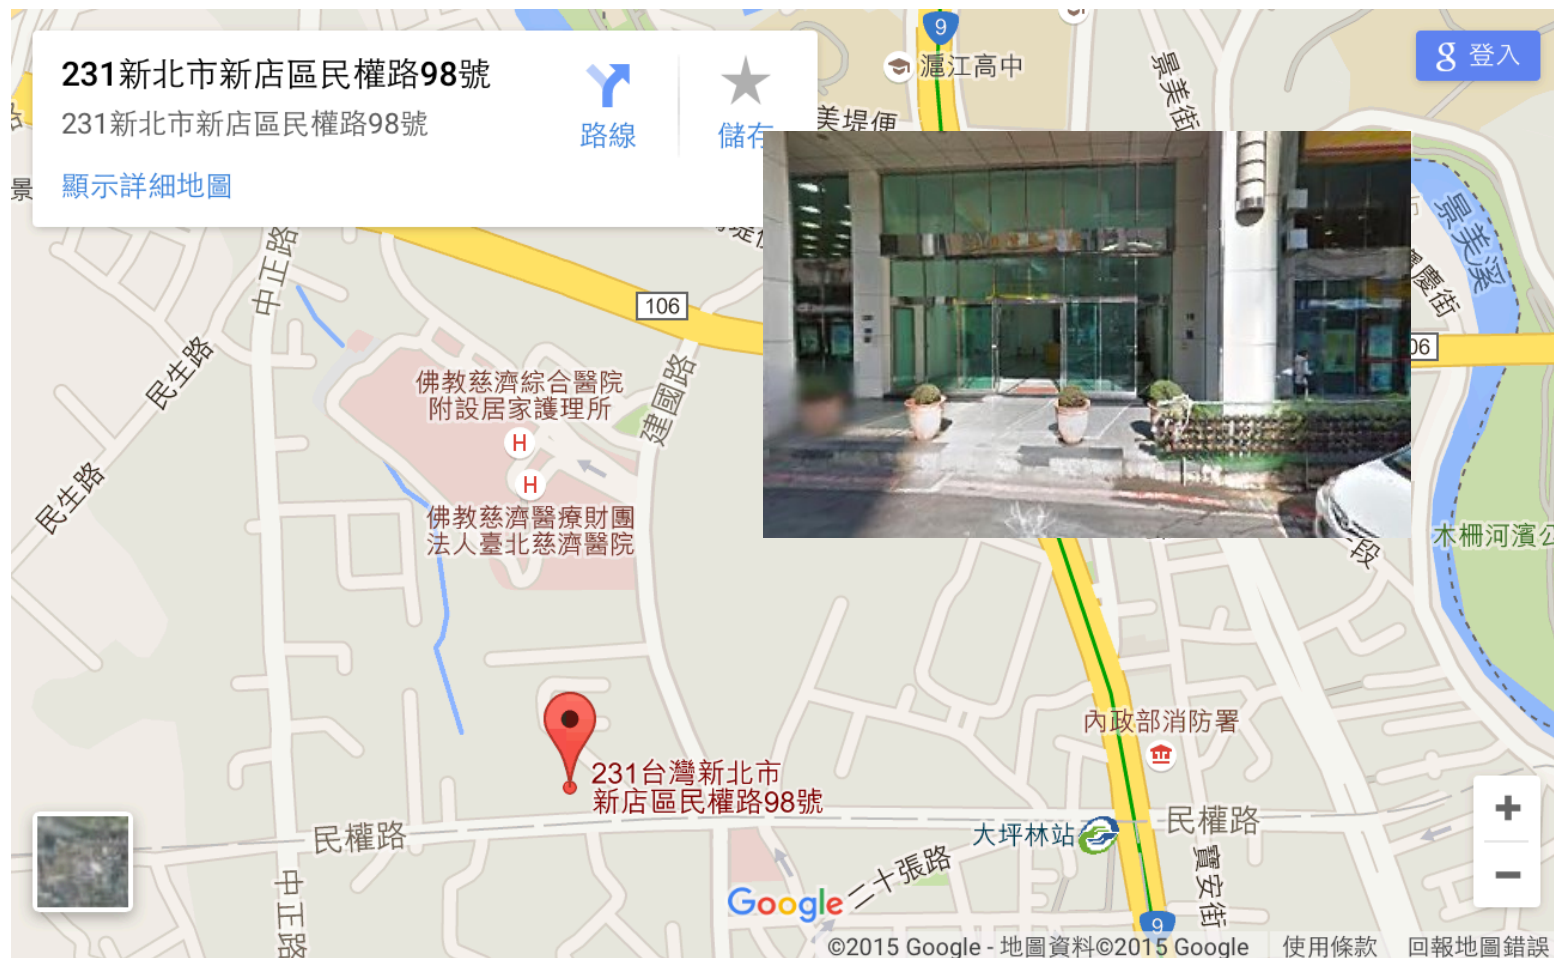 231新北市新店區民權路98號
231新北市新店區民權路98號
顯示詳細地圖
路線
儲存
登入
9
滬江高中
景美街
美堤便
景
中正路
106
06
景美溪
寶慶街
民生路
佛教慈濟綜合醫院
附設居家護理所
H
建國路
民生路
H
佛教慈濟醫療財團
法人臺北慈濟醫院
段
木柵河濱公
內政部消防署
231台灣新北市
新店區民權路98號
民權路
大坪林站
民權路
二十張路
寶安街
中正路
Google
9
©2015 Google - 地圖資料©2015 Google
使用條款
回報地圖錯誤